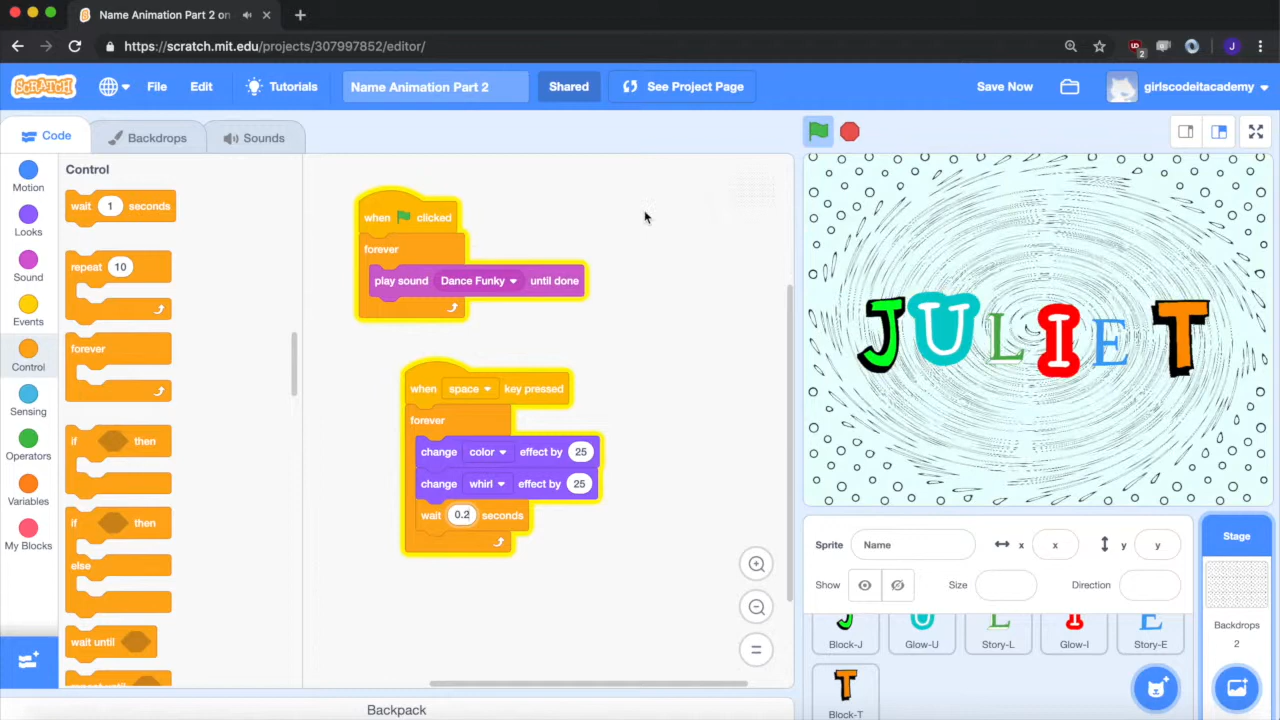 Name Animation Part 2 on
https://scratch.mit.edu/projects/307997852/editor/
2
J
SCRATCH
File
Edit
Tutorials
Name Animation Part 2
Shared
See Project Page
Save Now
girlscodeitacademy
Code
Backdrops
Sounds
Motion
Looks
Sound
Events
Control
Sensing
Operators
Variables
My Blocks
Control
wait 1 seconds
repeat 10
forever
if then
if then
else
wait until
repeat until
when clicked
forever
play sound Dance Funky until done
when space key pressed
forever
change color effect by 25
change whirl effect by 25
wait 0.2 seconds
Backpack
JULIET
Sprite Name x x y y
Show Size Direction
Stage
Backdrops
2
J U L I E
Block-J Glow-U Story-L Glow-I Story-E
T
Block-T